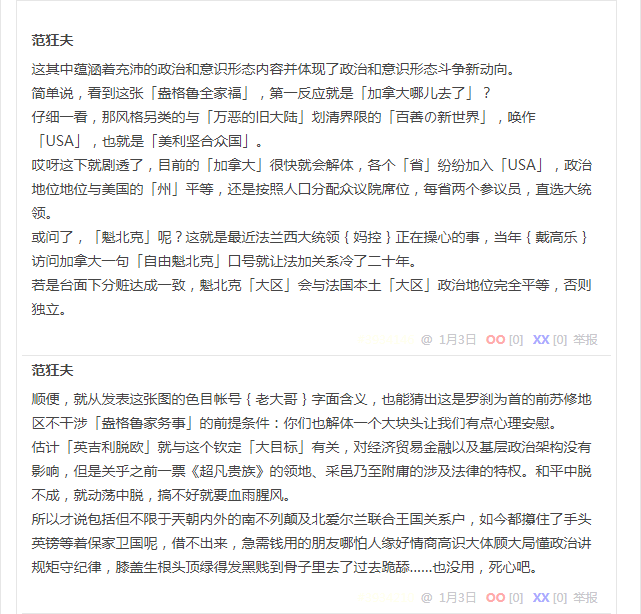 范狂夫
这其中蕴涵着充沛的政治和意识形态内容并体现了政治和意识形态斗争新动向。
简单说，看到这张「盎格鲁全家福」，第一反应就是「加拿大哪儿去了」？
仔细一看，那风格另类的与「万恶的旧大陆」划清界限的「百善の新世界」，唤作
「USA」，也就是「美利坚合众国」。
哎呀这下就剧透了，目前的「加拿大」很快就会解体，各个「省」纷纷加入「USA」，政治
地位地位与美国的「州」平等，还是按照人口分配众议院席位，每省两个参议员，直选大统
领。
或问了，「魁北克」呢？这就是最近法兰西大统领｛妈控｝正在操心的事，当年｛戴高乐｝
访问加拿大一句「自由魁北克」口号就让法加关系冷了二十年。
若是台面下分赃达成一致，魁北克「大区」会与法国本土「大区」政治地位完全平等，否则
独立。
@ 1月3日 OO [0] XX [0] 举报
范狂夫
顺便，就从发表这张图的色目帐号｛老大哥｝字面含义，也能猜出这是罗刹为首的前苏修地
区不干涉「盎格鲁家务事」的前提条件：你们也解体一个大块头让我们有点心理安慰。
估计「英吉利脱欧」就与这个钦定「大目标」有关，对经济贸易金融以及基层政治架构没有
影响，但是关乎之前一票《超凡贵族》的领地、采邑乃至附庸的涉及法律的特权。和平中脱
不成，就动荡中脱，搞不好就要血雨腥风。
所以才说包括但不限于天朝内外的南不列颠及北爱尔兰联合王国关系户，如今都攥住了手头
英镑等着保家卫国呢，借不出来，急需钱用的朋友哪怕人缘好情商高识大体顾大局懂政治讲
规矩守纪律，膝盖生根头顶绿得发黑贱到骨子里去了过去跪舔……也没用，死心吧。
@ 1月3日 OO [0] XX [0] 举报